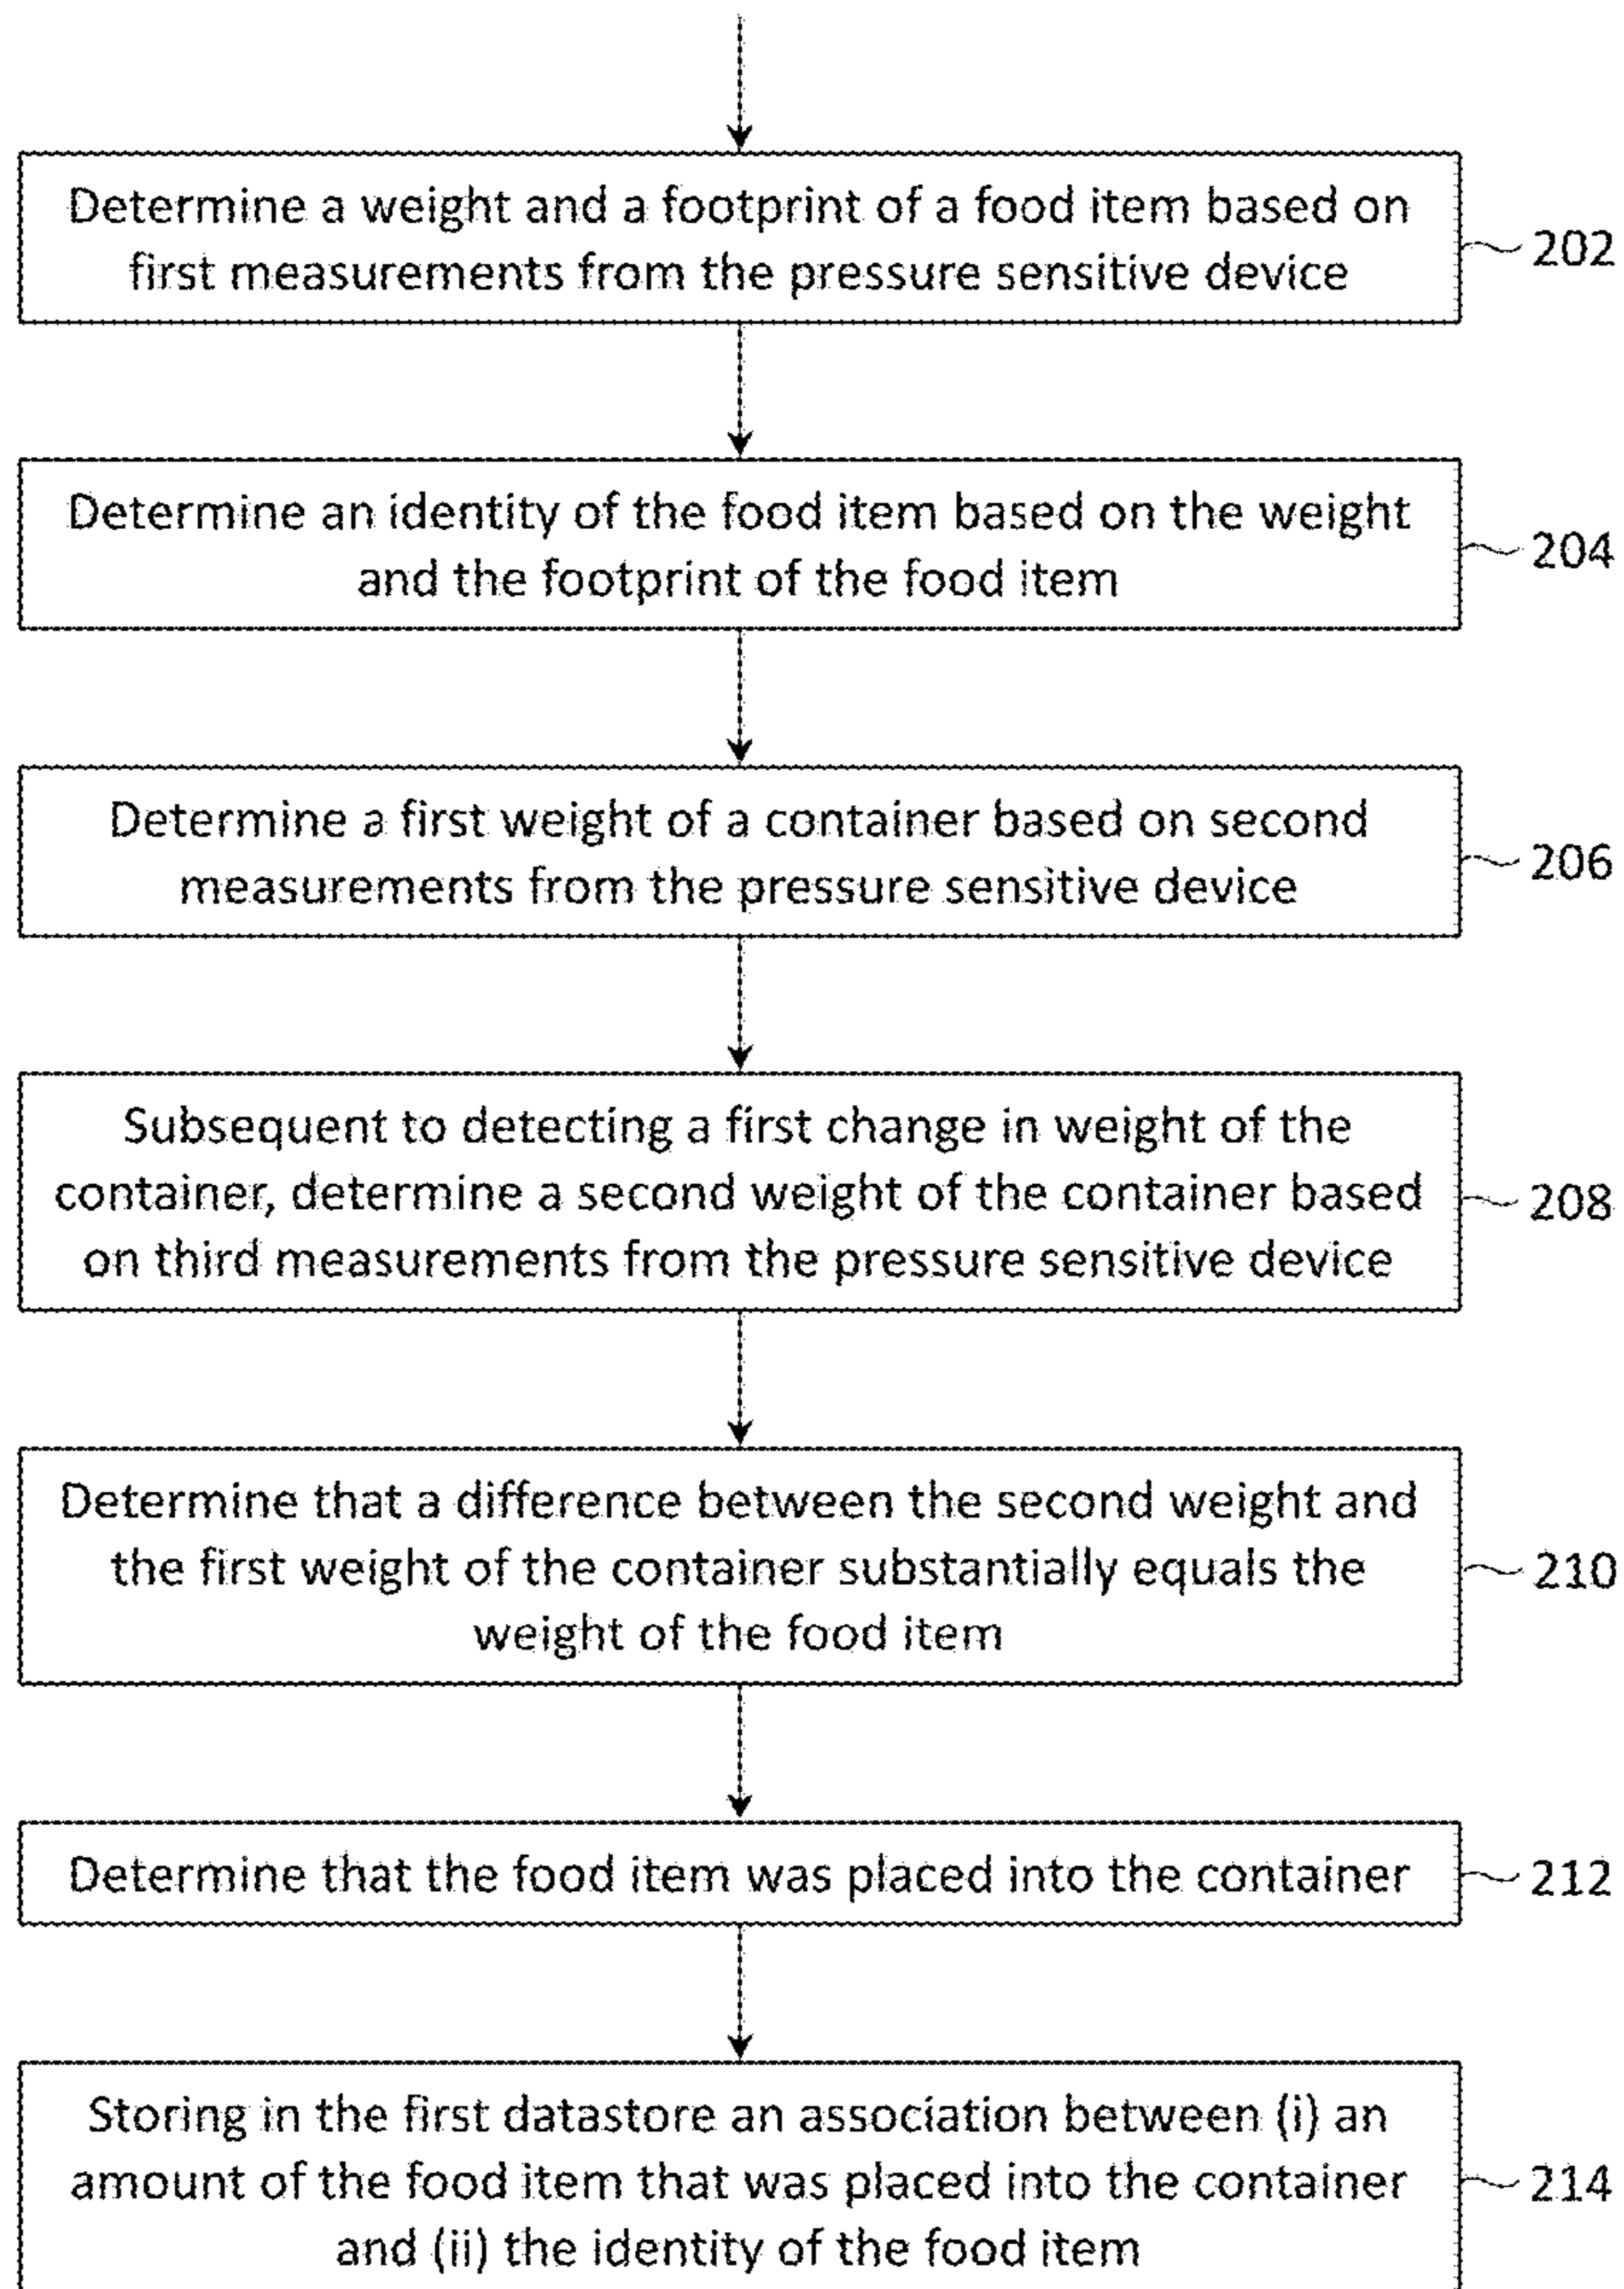 Determine a weight and a footprint of a food item based on
first measurements from the pressure sensitive device
202
Determine an identity of the food item based on the weight
and the footprint of the food item
204
Determine a first weight of a container based on second
measurements from the pressure sensitive device
206
Subsequent to detecting a first change in weight of the
container, determine a second weight of the container based
on third measurements from the pressure sensitive device
208
Determine that a difference between the second weight and
the first weight of the container substantially equals the
weight of the food item
210
Determine that the food item was placed into the container
212
Storing in the first datastore an association between (i) an
amount of the food item that was placed into the container
and (ii) the identity of the food item
214